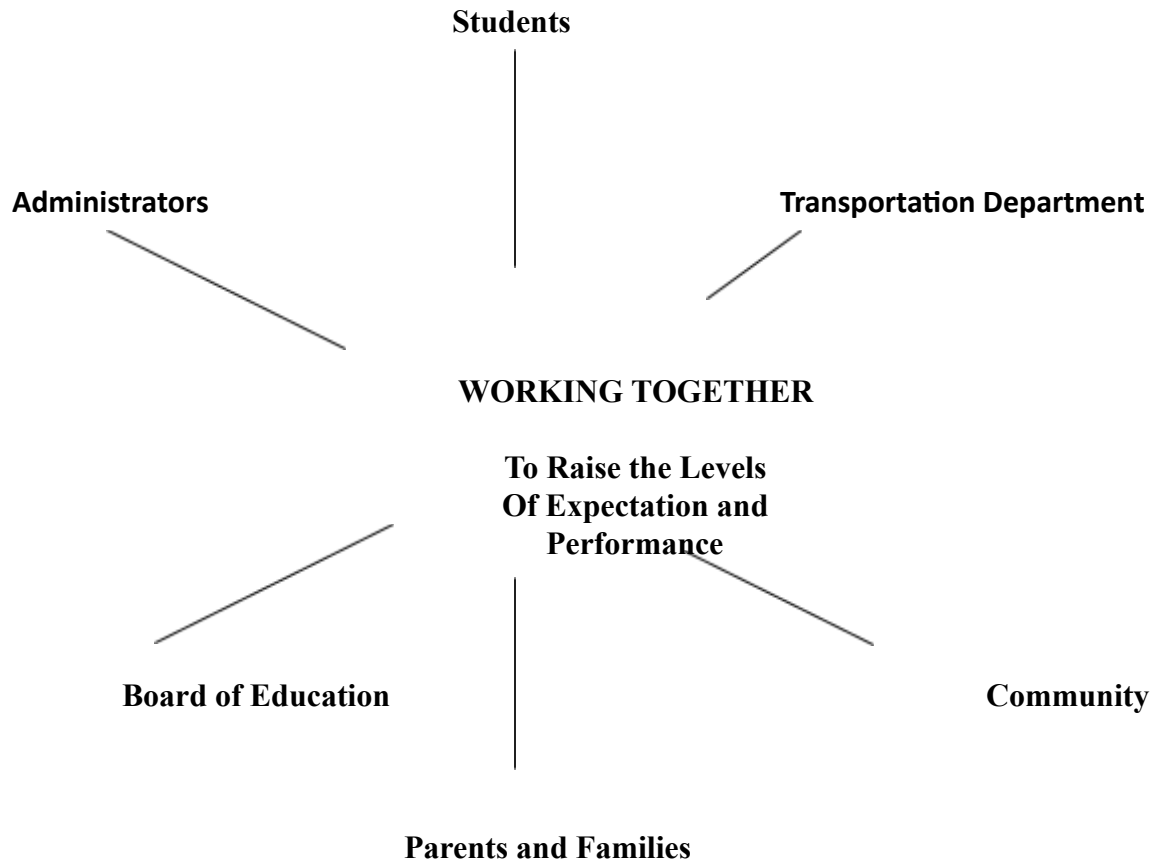 Students
Administrators
Transportation Department
WORKING TOGETHER
To Raise the Levels
Of Expectation and
Performance
Board of Education
Community
Parents and Families